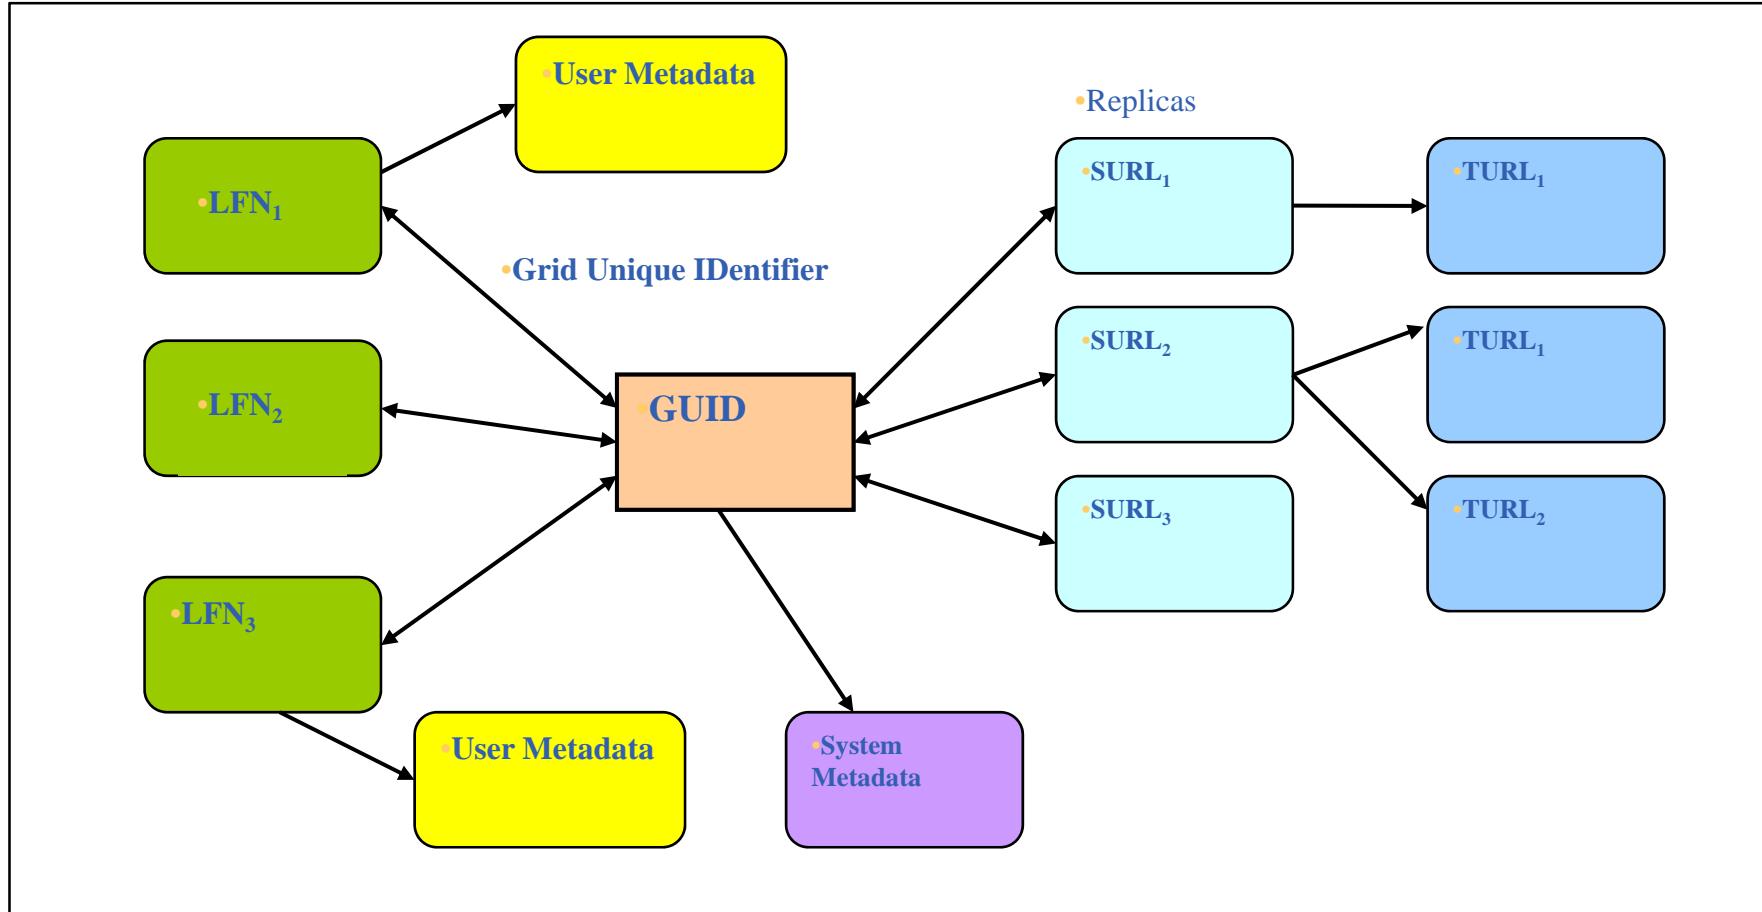 •User Metadata
•Replicas
•LFN₁
•SURL₁
•TURL₁
•Grid Unique IDentifier
•LFN₂
•GUID
•SURL₂
•TURL₁
•SURL₃
•TURL₂
•LFN₃
•User Metadata
•System
Metadata